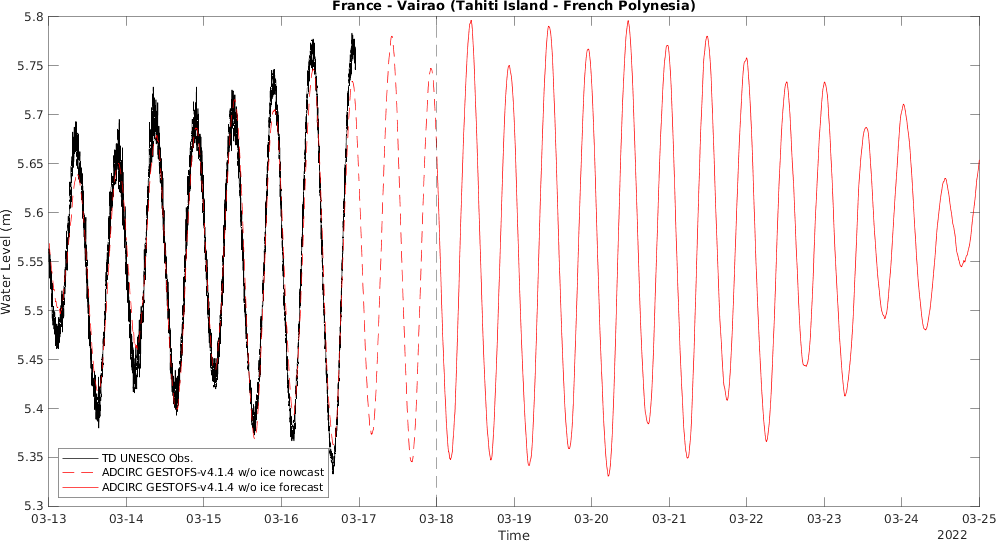 France - Vairao (Tahiti Island - French Polynesia)
5.8
5.75
5.7
5.65
5.6
5.55
5.5
5.45
5.4
5.35
5.3
Water Level (m)
TD UNESCO Obs.
ADCIRC GESTOFS-v4.1.4 w/o ice nowcast
ADCIRC GESTOFS-v4.1.4 w/o ice forecast
03-13 03-14 03-15 03-16 03-17 03-18 03-19 03-20 03-21 03-22 03-23 03-24 03-25
Time
2022